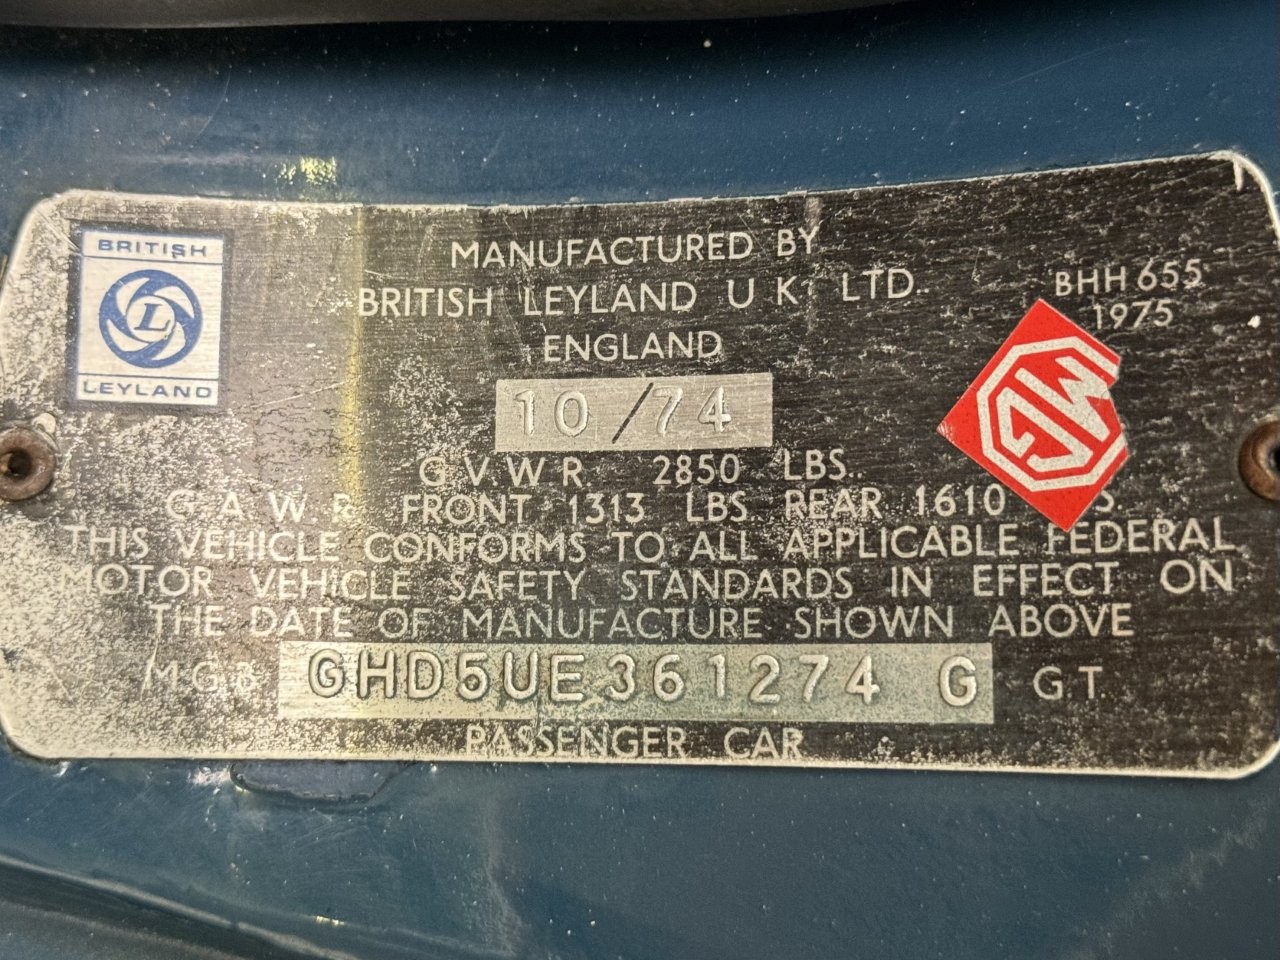 BRITISH
L
LEYLAND
MANUFACTURED BY
BRITISH LEYLAND U K. LTD.
ENGLAND
BHH 655
1975
MG
10/74
G.V.W.R. 2850 LBS.
G.A.W.R. FRONT 1313 LBS. REAR 1610
THIS VEHICLE CONFORMS TO ALL APPLICABLE FEDERAL
MOTOR VEHICLE SAFETY STANDARDS IN EFFECT ON
THE DATE OF MANUFACTURE SHOWN ABOVE
M.G.B GHD5UE361274 G G.T.
PASSENGER CAR